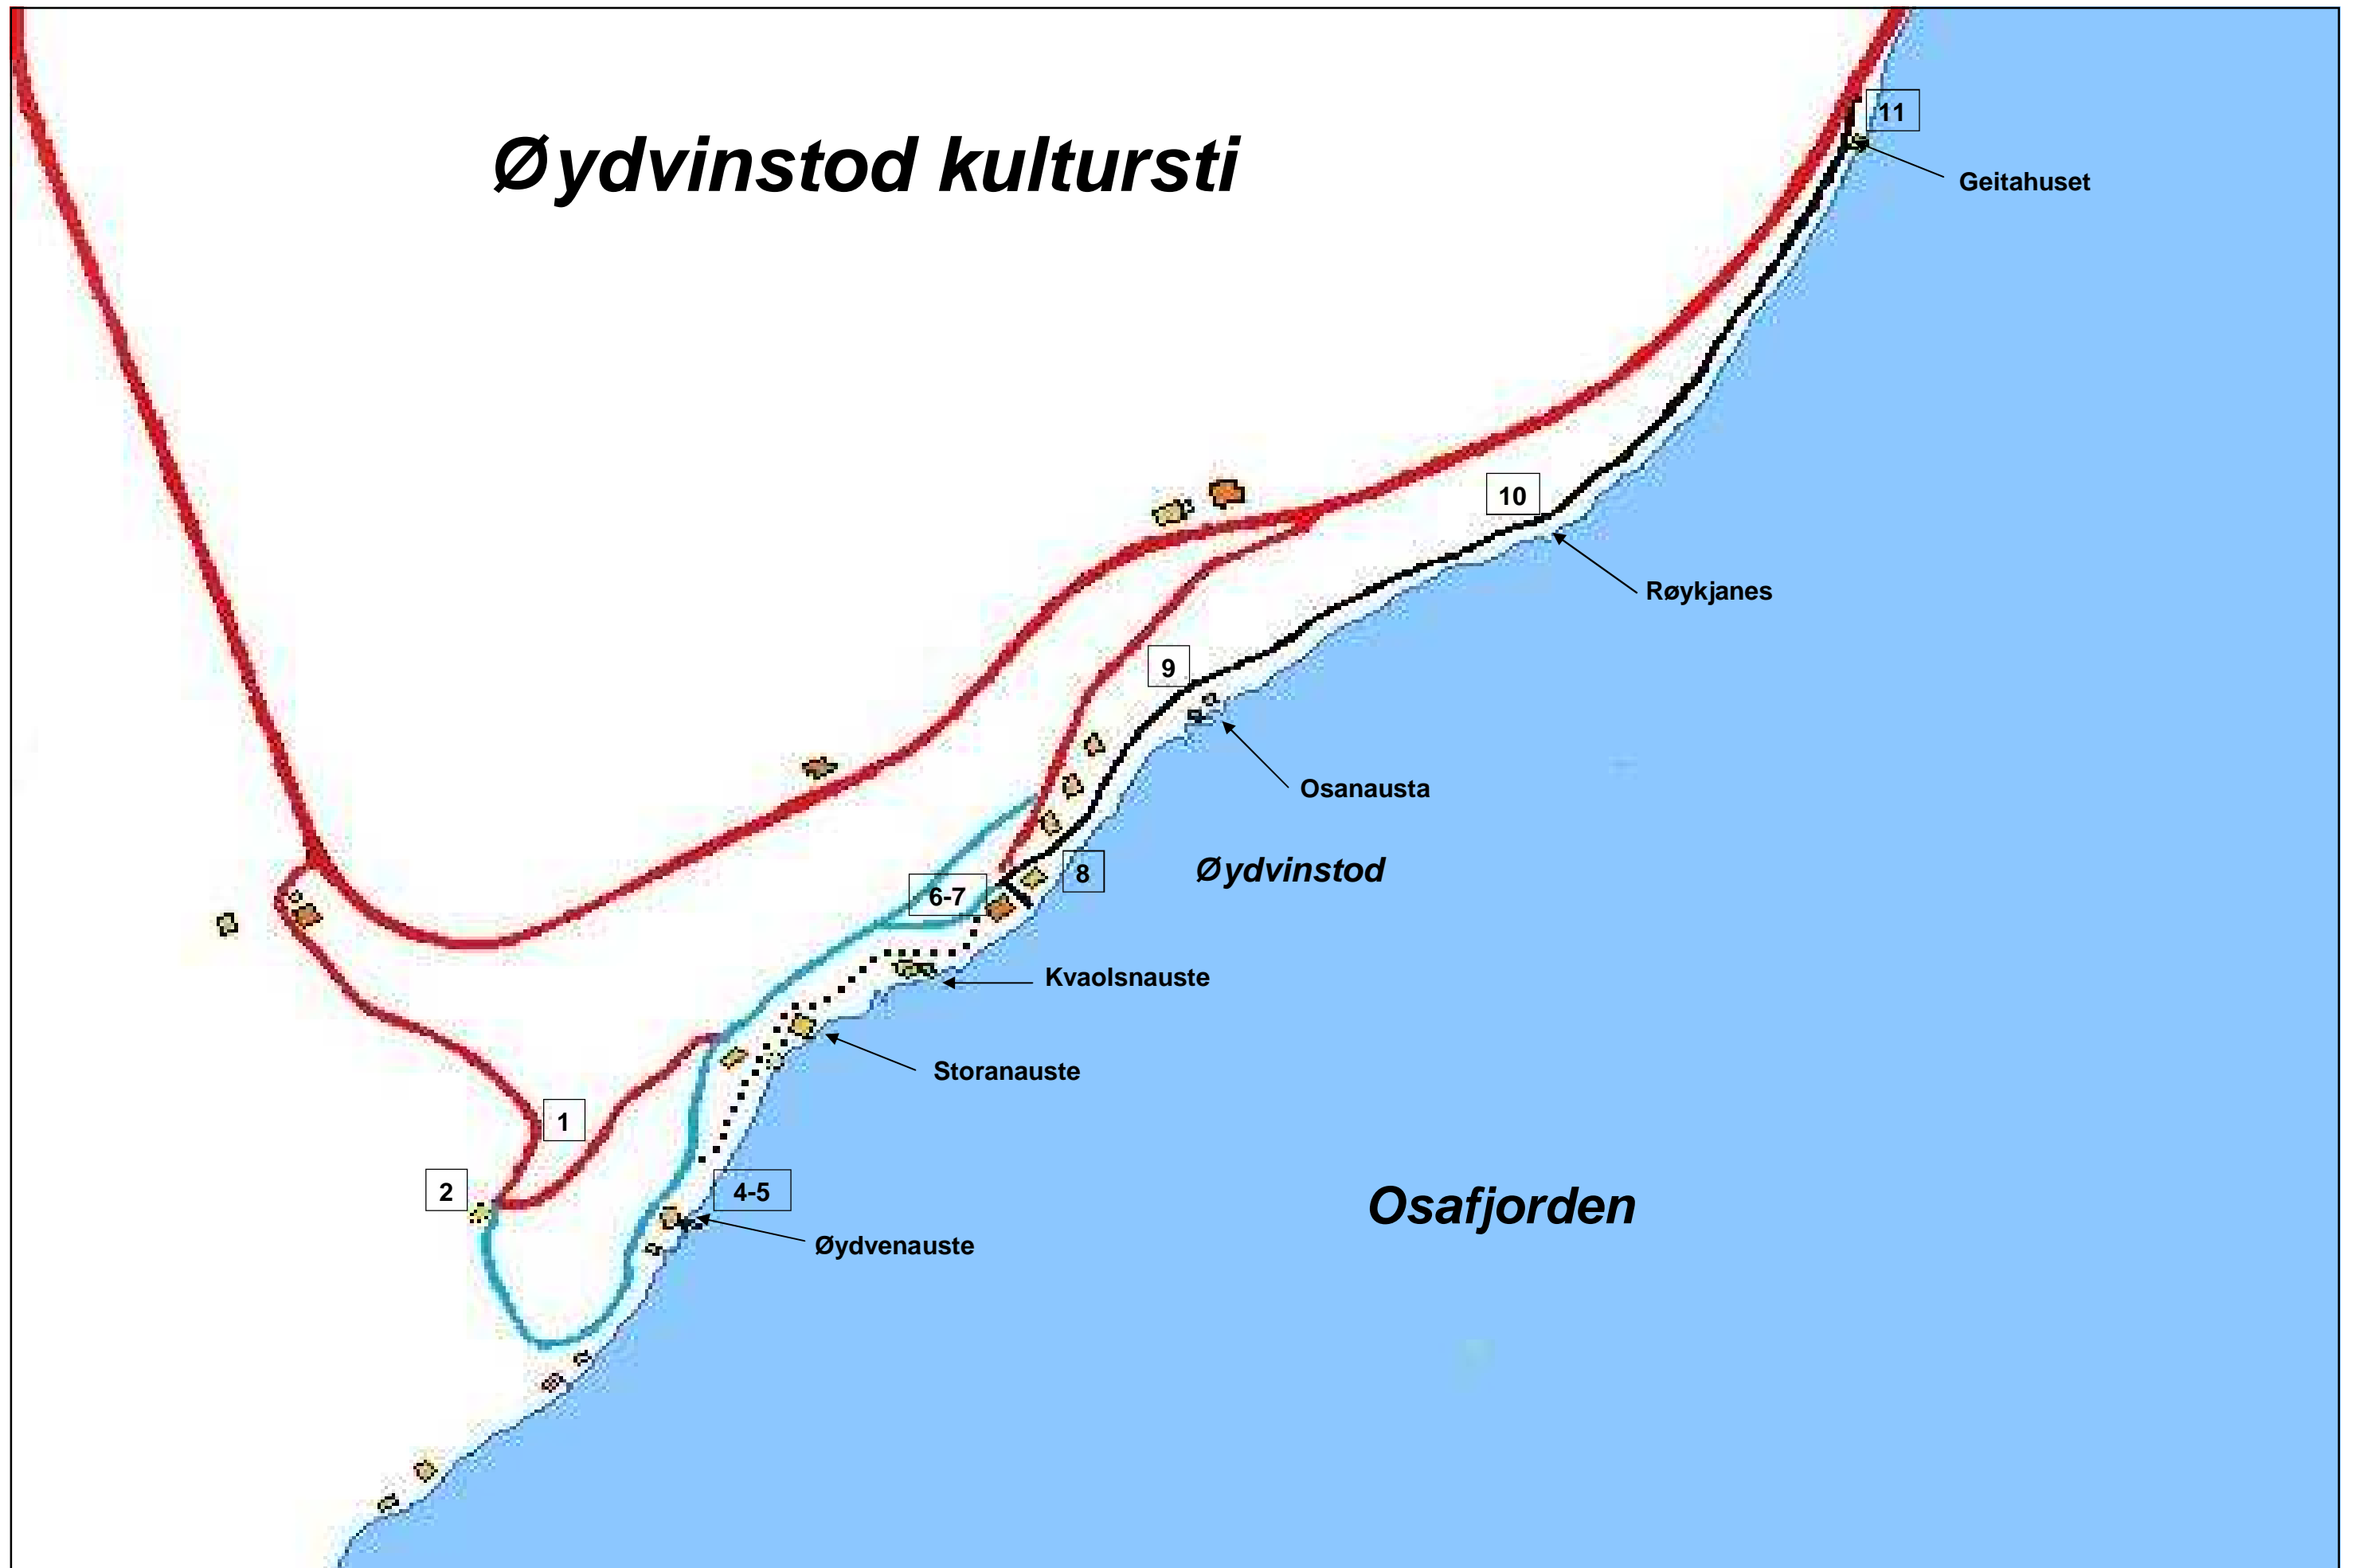 Øydvinstod kultursti
11
Geitahuset
10
Røykjanes
9
Osanausta
8
Øydvinstod
6-7
Kvaolsnauste
Storanauste
1
2
4-5
Osafjorden
Øydvenauste